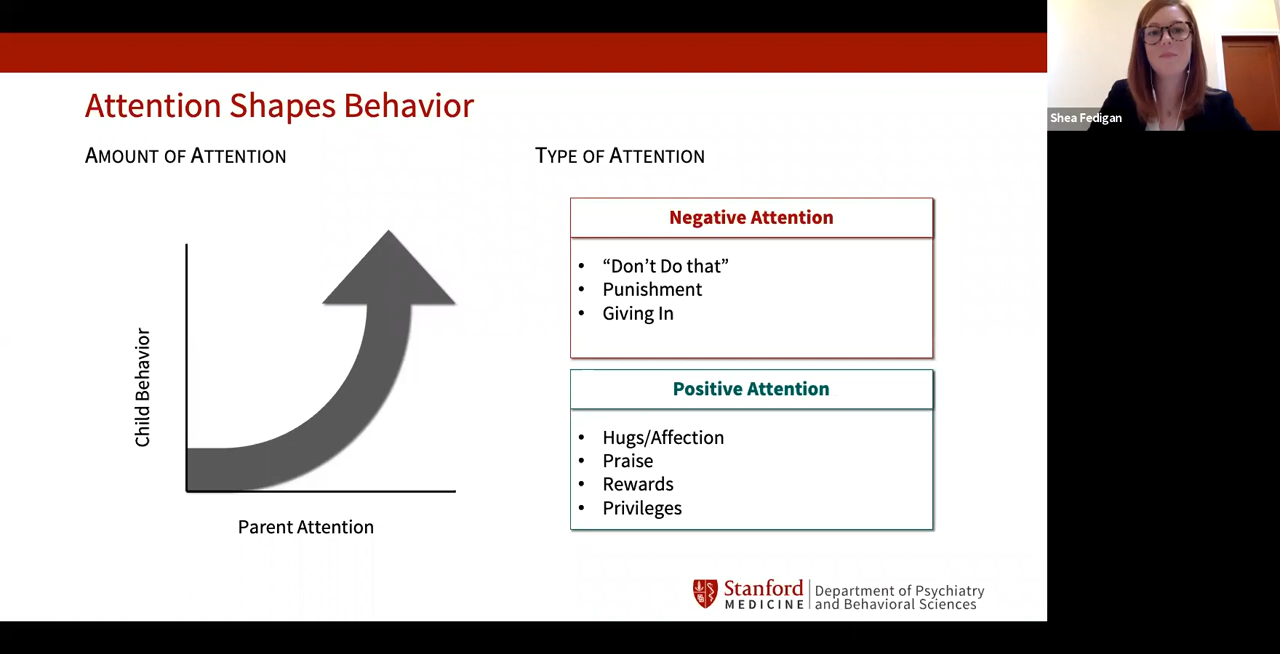 Attention Shapes Behavior
AMOUNT OF ATTENTION
Child Behavior
Parent Attention
TYPE OF ATTENTION
Negative Attention
• “Don’t Do that”
• Punishment
• Giving In
Positive Attention
• Hugs/Affection
• Praise
• Rewards
• Privileges
Stanford
MEDICINE
Department of Psychiatry
and Behavioral Sciences
Shea Fedigan